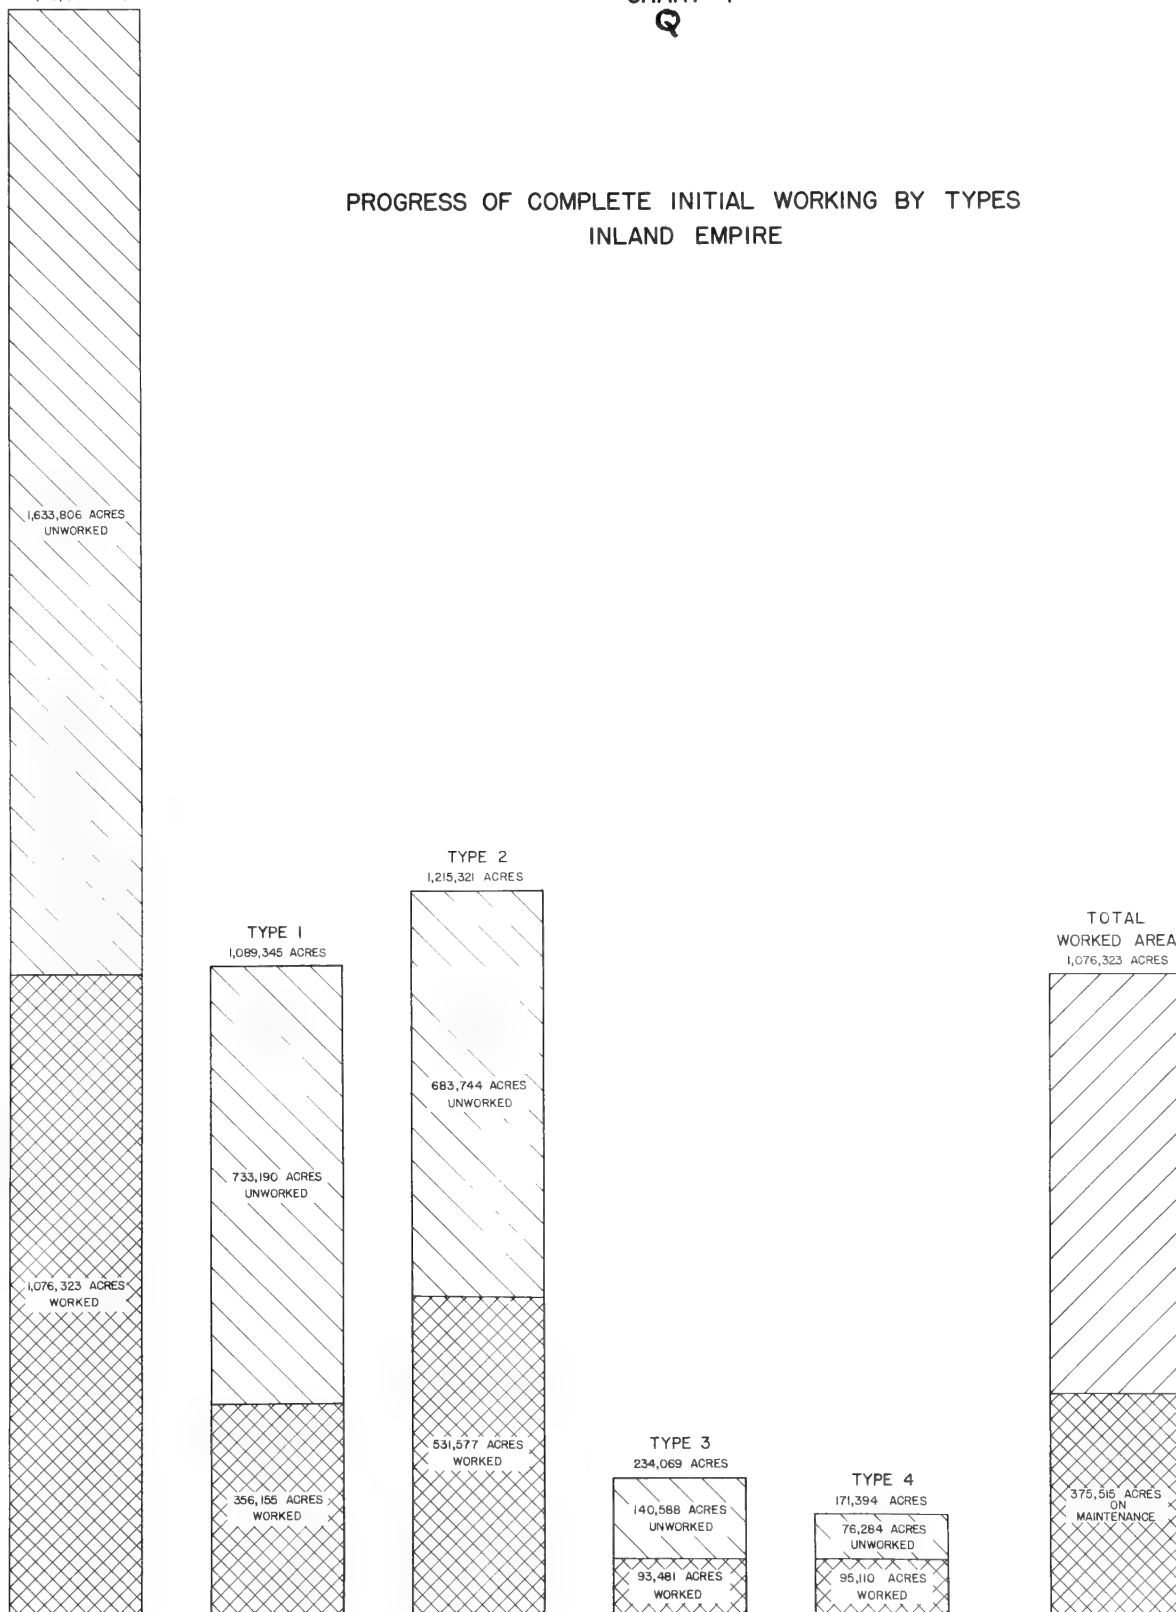 Q
PROGRESS OF COMPLETE INITIAL WORKING BY TYPES
INLAND EMPIRE
1,633,806 ACRES
UNWORKED
1,076,323 ACRES
WORKED
TYPE 1
1,089,345 ACRES
733,190 ACRES
UNWORKED
356,155 ACRES
WORKED
TYPE 2
1,215,321 ACRES
683,744 ACRES
UNWORKED
531,577 ACRES
WORKED
TYPE 3
234,069 ACRES
140,588 ACRES
UNWORKED
93,481 ACRES
WORKED
TYPE 4
171,394 ACRES
76,284 ACRES
UNWORKED
95,110 ACRES
WORKED
TOTAL
WORKED AREA
1,076,323 ACRES
375,515 ACRES
ON
MAINTENANCE